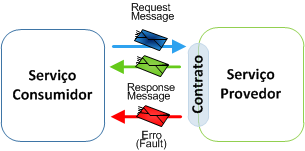 Request
Message
Serviço
Consumidor
Response
Message
Erro
(Fault)
Contrato
Serviço
Provedor